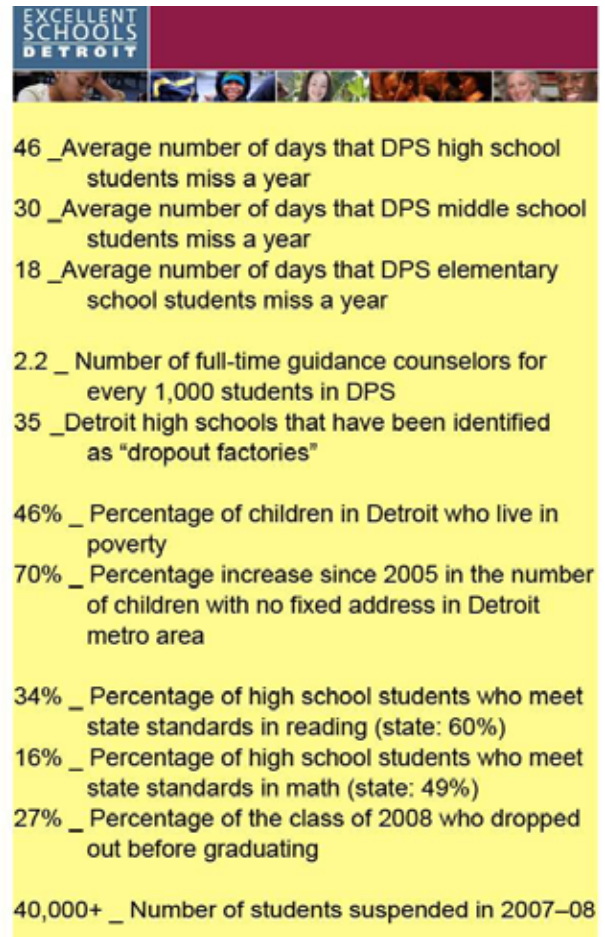 EXCELLENT
SCHOOLS
DETROIT
46 _Average number of days that DPS high school
students miss a year
30 _Average number of days that DPS middle school
students miss a year
18 _Average number of days that DPS elementary
school students miss a year
2.2 _ Number of full-time guidance counselors for
every 1,000 students in DPS
35 _Detroit high schools that have been identified
as “dropout factories”
46% _ Percentage of children in Detroit who live in
poverty
70% _ Percentage increase since 2005 in the number
of children with no fixed address in Detroit
metro area
34% _ Percentage of high school students who meet
state standards in reading (state: 60%)
16% _ Percentage of high school students who meet
state standards in math (state: 49%)
27% _ Percentage of the class of 2008 who dropped
out before graduating
40,000+ _ Number of students suspended in 2007–08